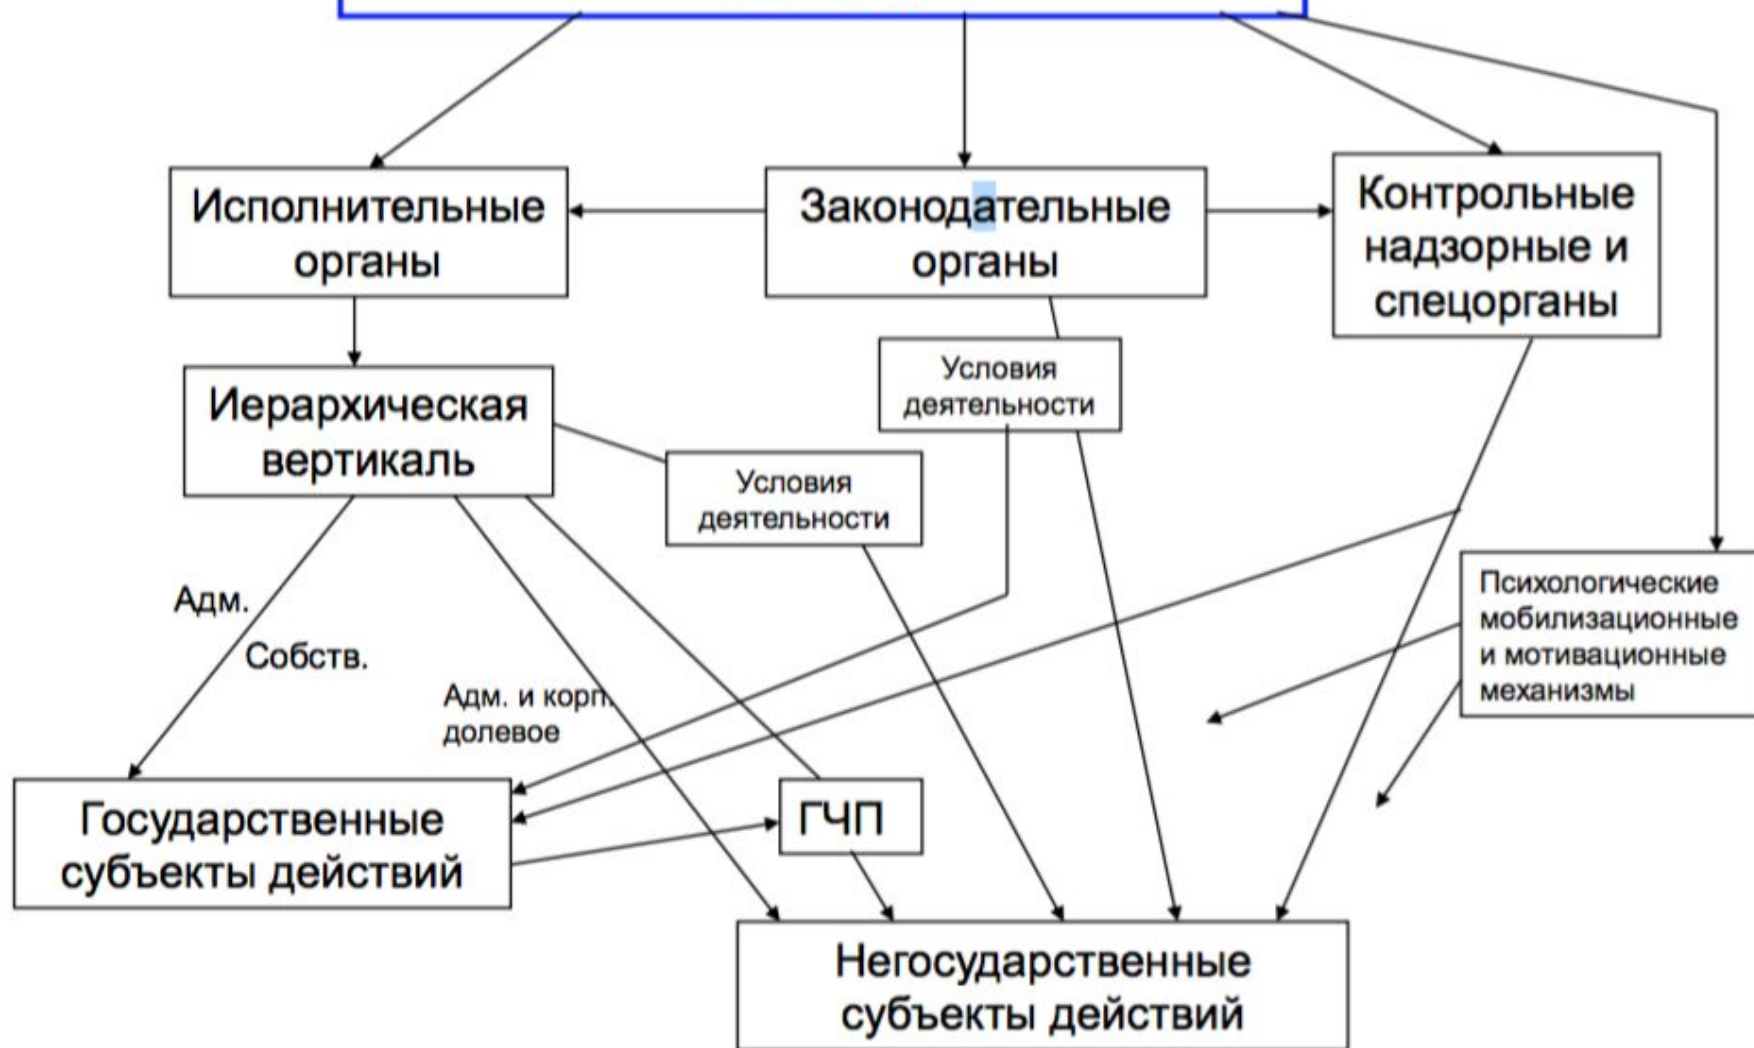 Исполнительные
органы
Законодательные
органы
Контрольные
надзорные и
спецорганы
Иерархическая
вертикаль
Условия
деятельности
Условия
деятельности
Адм.
Собств.
Адм. и корп.
долевое
Психологические
мобилизационные
и мотивационные
механизмы
Государственные
субъекты действий
ГЧП
Негосударственные
субъекты действий